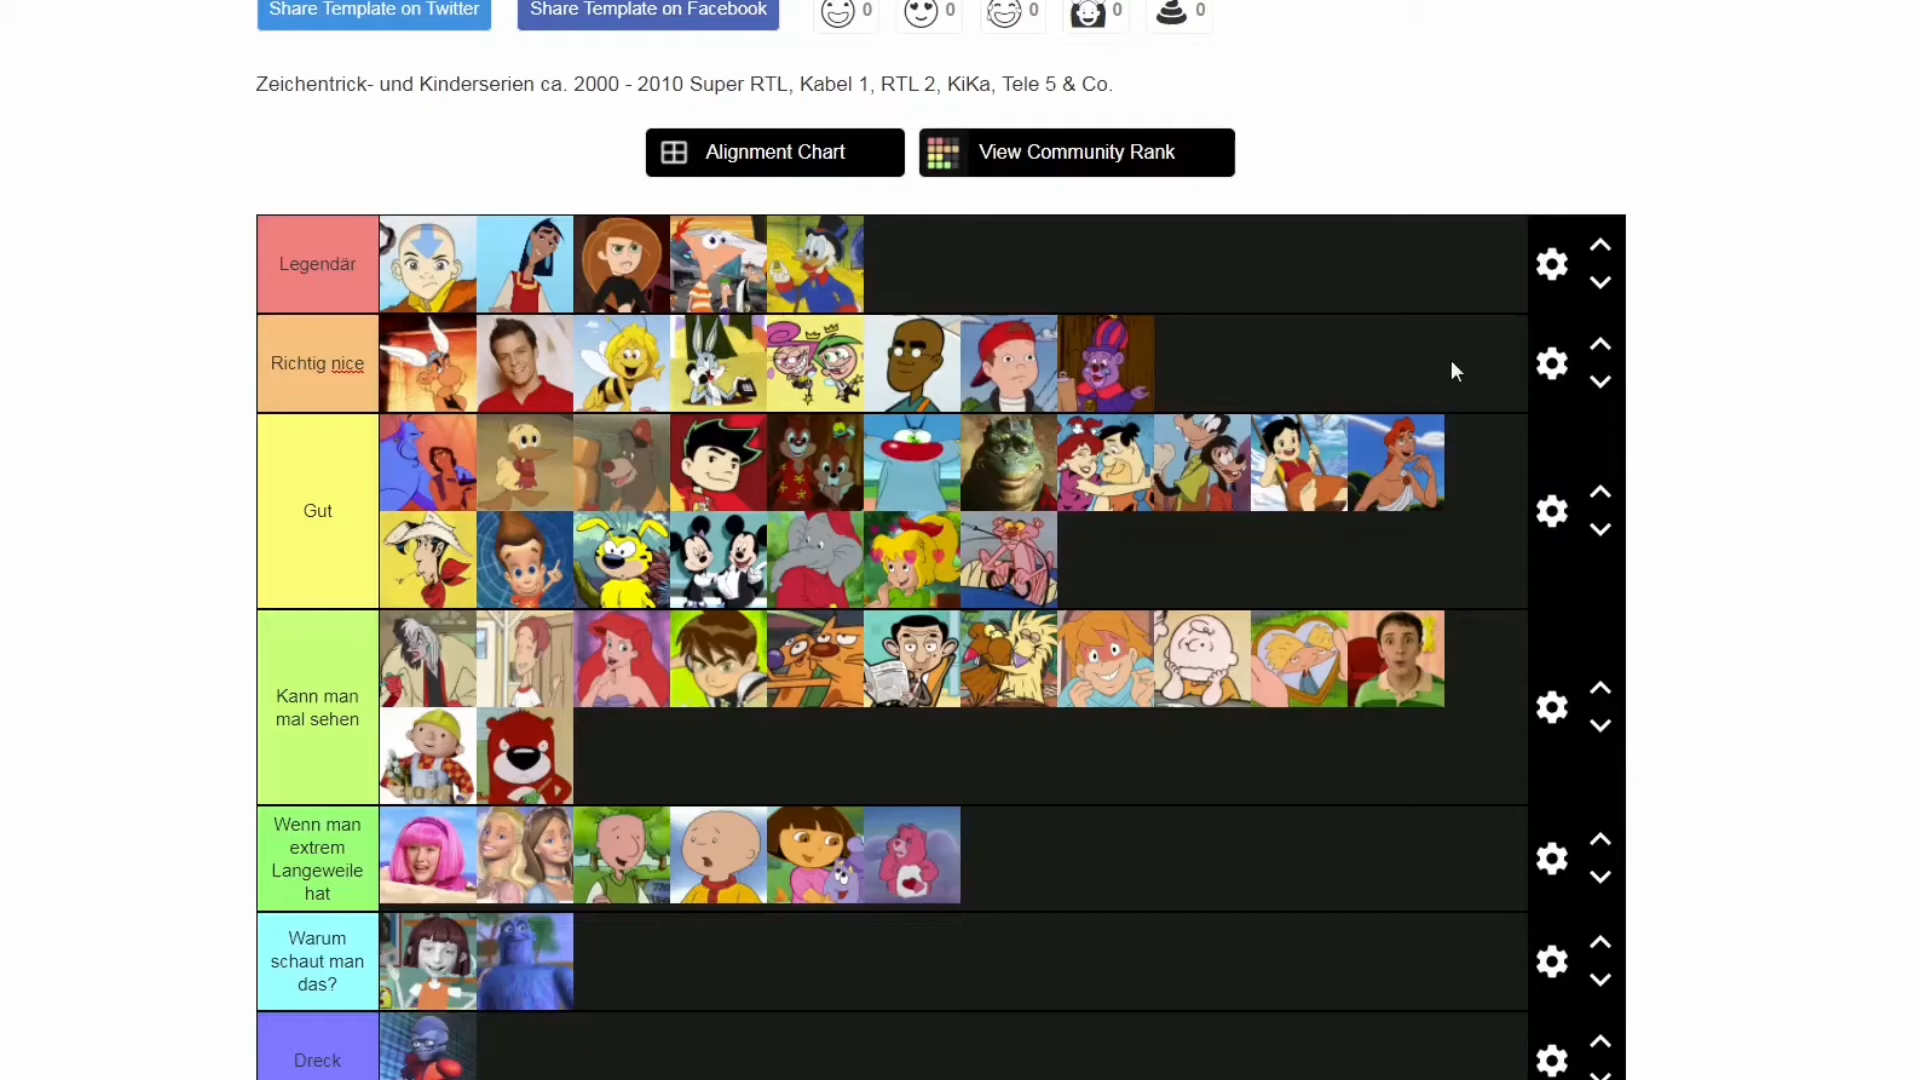 Share Template on Twitter
Share Template on Facebook
0
0
0
0
0
Zeichentrick- und Kinderserien ca. 2000 - 2010 Super RTL, Kabel 1, RTL 2, KiKa, Tele 5 & Co.
Alignment Chart
View Community Rank
Legendär
Richtig nice
Gut
Kann man
mal sehen
Wenn man
extrem
Langeweile
hat
Warum
schaut man
das?
Dreck